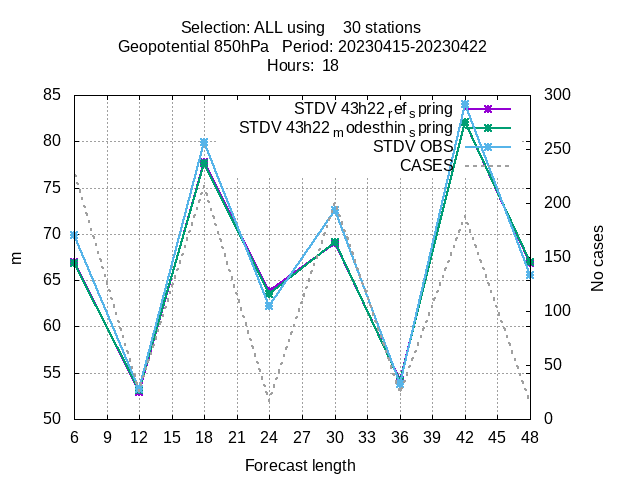 Selection: ALL using 30 stations
Geopotential 850hPa Period: 20230415-20230422
Hours: 18
85
80
75
70
65
60
55
50
m
300
250
200
150
100
50
0
No cases
STDV 43h22 ref spring
STDV 43h22 modesthin spring
STDV OBS
CASES
6 9 12 15 18 21 24 27 30 33 36 39 42 45 48
Forecast length